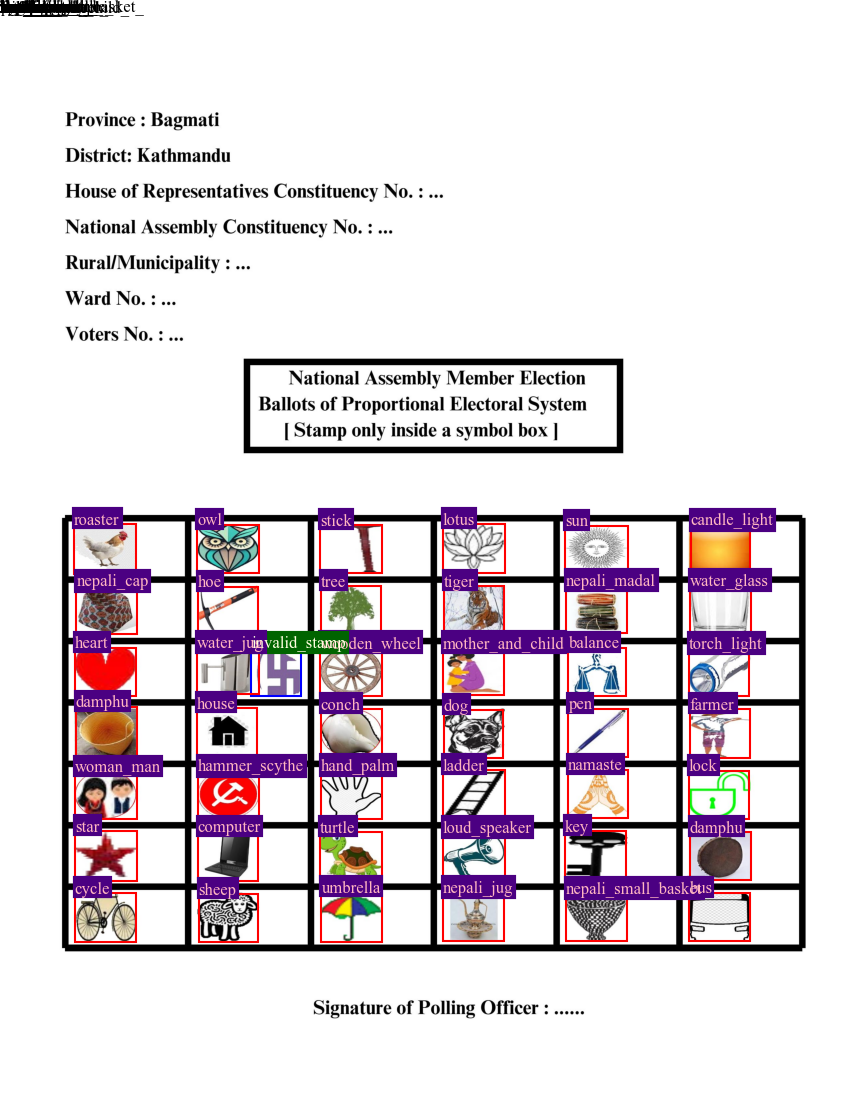 Province : Bagmati
District: Kathmandu
House of Representatives Constituency No. : ...
National Assembly Constituency No. : ...
Rural/Municipality : ...
Ward No. : ...
Voters No. : ...
National Assembly Member Election
Ballots of Proportional Electoral System
[ Stamp only inside a symbol box ]
roaster owl stick lotus sun candle_light
nepali_cap hoe tree tiger nepali_madal water_glass
heart water_jug invalid_stamp wooden_wheel mother_and_child balance torch_light
damphu house conch dog pen farmer
woman_man hammer_scythe hand_palm ladder namaste lock
star computer turtle loud_speaker key damphu
cycle sheep umbrella nepali_jug nepali_small_basket bus
Signature of Polling Officer : ......